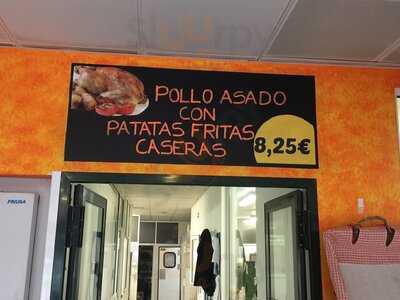 POLLO ASADO
CON
PATATAS FRITAS
CASERAS
8,25€